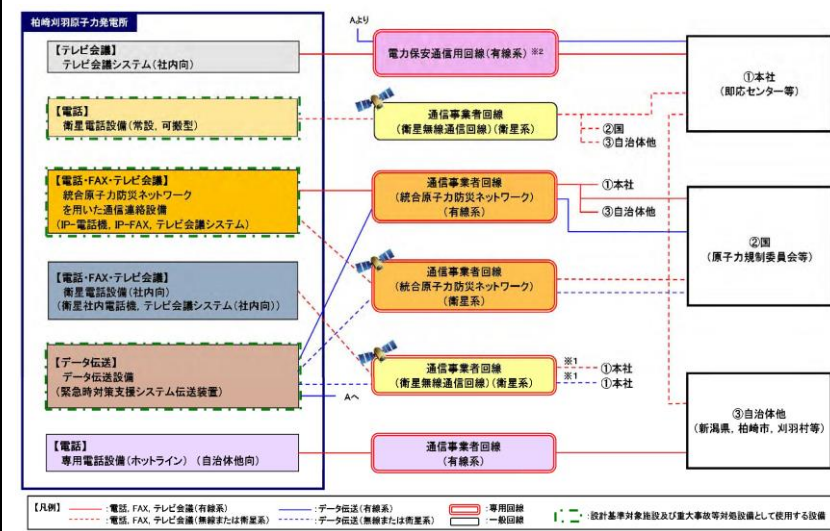 柏崎刈羽原子力発電所
Aより
【テレビ会議】
テレビ会議システム(社内向)
電力保安通信用回線(有線系) ※2
①本社
(即応センター等)
【電話】
衛星電話設備(常設, 可搬型)
通信事業者回線
(衛星無線通信回線)(衛星系)
②国
③自治体他
【電話・FAX・テレビ会議】
統合原子力防災ネットワーク
を用いた通信連絡設備
(IP-電話機, IP-FAX, テレビ会議システム)
通信事業者回線
(統合原子力防災ネットワーク)
(有線系)
①本社
③自治体他
②国
(原子力規制委員会等)
【電話・FAX・テレビ会議】
衛星電話設備(社内向)
(衛星社内電話機, テレビ会議システム(社内向))
通信事業者回線
(統合原子力防災ネットワーク)
(衛星系)
【データ伝送】
データ伝送設備
(緊急時対策支援システム伝送装置)
Aへ
通信事業者回線
(衛星無線通信回線)(衛星系)
※1
①本社
※1
①本社
③自治体他
(新潟県, 柏崎市, 刈羽村等)
【電話】
専用電話設備(ホットライン) (自治体他向)
通信事業者回線
(有線系)
【凡例】
:電話, FAX, テレビ会議(有線系)
:データ伝送(有線系)
:専用回線
:電話, FAX, テレビ会議(無線または衛星系)
:データ伝送(無線または衛星系)
:一般回線
:設計基準対象施設及び重大事故等対処設備として使用する設備